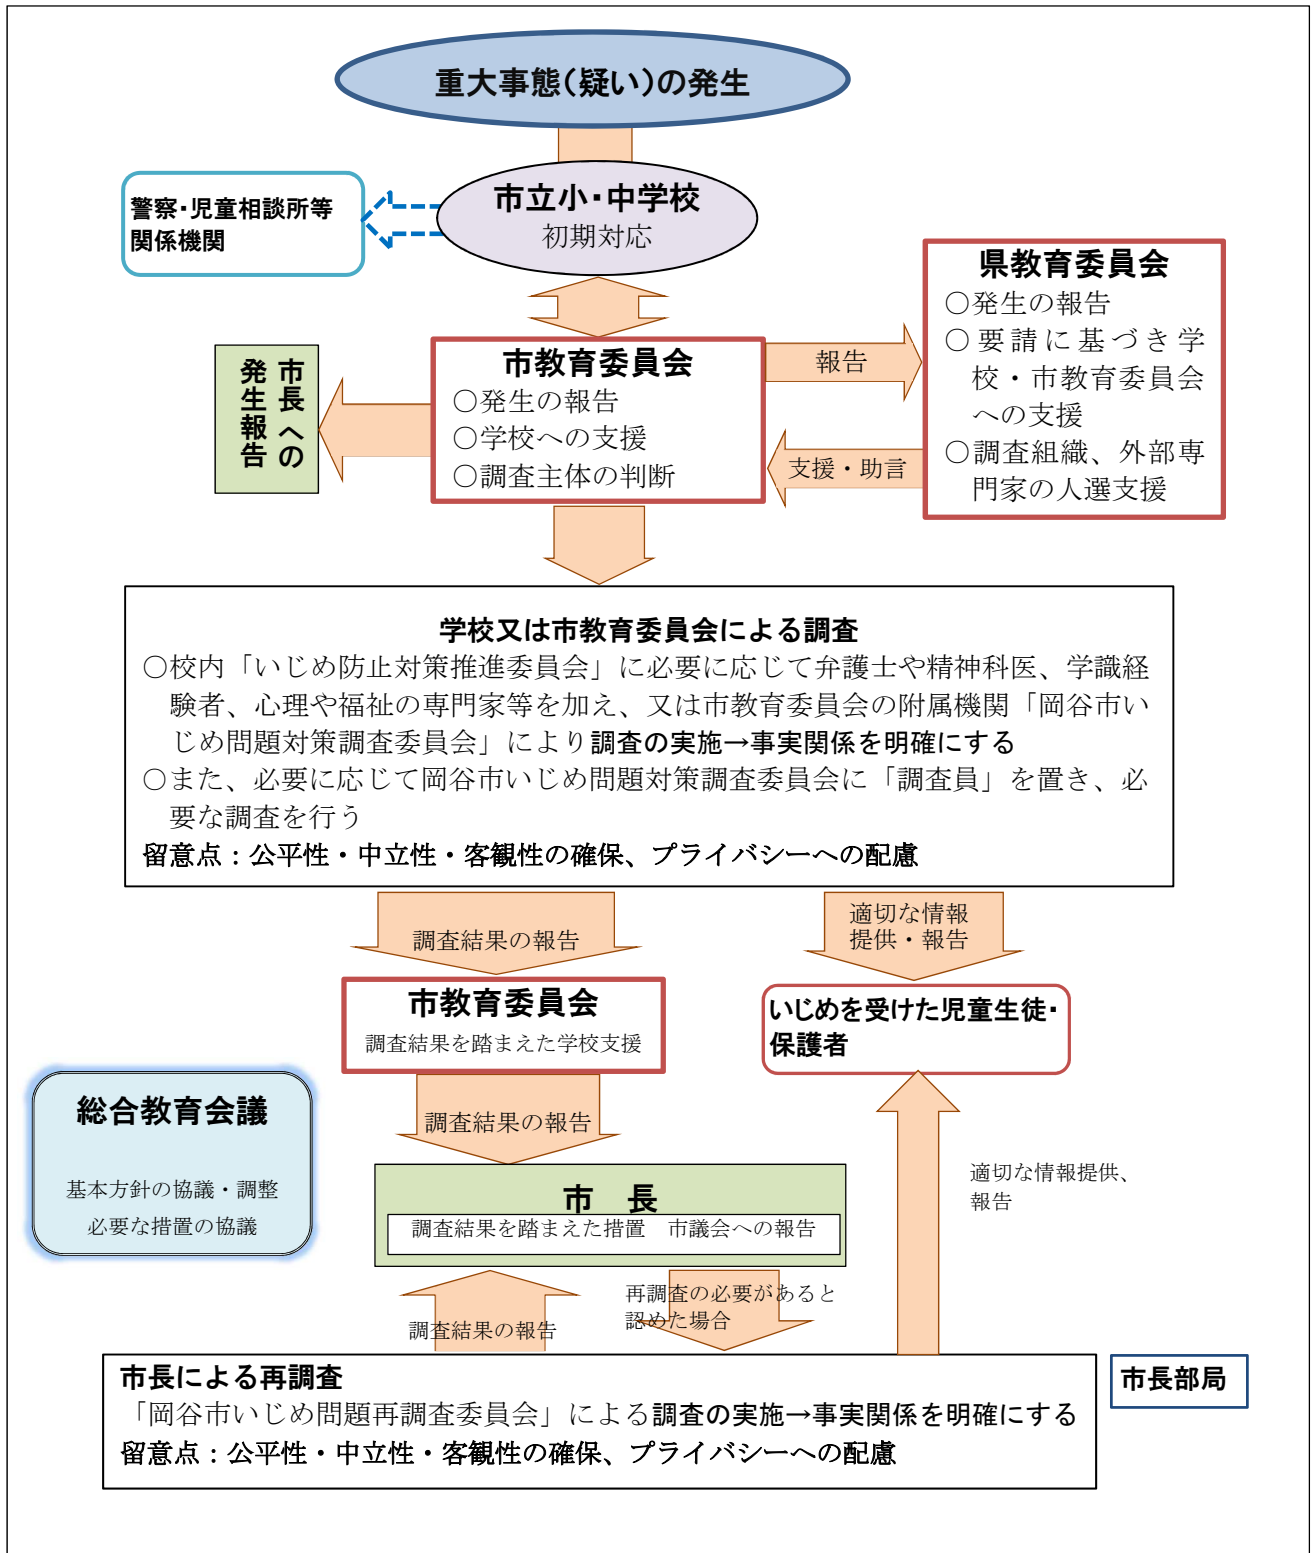 重大事態（疑い）の発生
市立小・中学校
初期対応
警察・児童相談所等
関係機関
県教育委員会
○発生の報告
○要請に基づき学
校・市教育委員会
への支援
○調査組織、外部専
門家の人選支援
市教育委員会
○発生の報告
○学校への支援
○調査主体の判断
報告
支援・助言
市長への
発生報告
学校又は市教育委員会による調査
○校内「いじめ防止対策推進委員会」に必要に応じて弁護士や精神科医、学識経
験者、心理や福祉の専門家等を加え、又は市教育委員会の附属機関「岡谷市い
じめ問題対策調査委員会」により調査の実施→事実関係を明確にする
○また、必要に応じて岡谷市いじめ問題対策調査委員会に「調査員」を置き、必
要な調査を行う
留意点：公平性・中立性・客観性の確保、プライバシーへの配慮
調査結果の報告
適切な情報
提供・報告
市教育委員会
調査結果を踏まえた学校支援
いじめを受けた児童生徒・
保護者
調査結果の報告
総合教育会議
基本方針の協議・調整
必要な措置の協議
市　長
調査結果を踏まえた措置　市議会への報告
適切な情報提供、
報告
調査結果の報告
再調査の必要があると
認めた場合
市長による再調査
「岡谷市いじめ問題再調査委員会」による調査の実施→事実関係を明確にする
留意点：公平性・中立性・客観性の確保、プライバシーへの配慮
市長部局